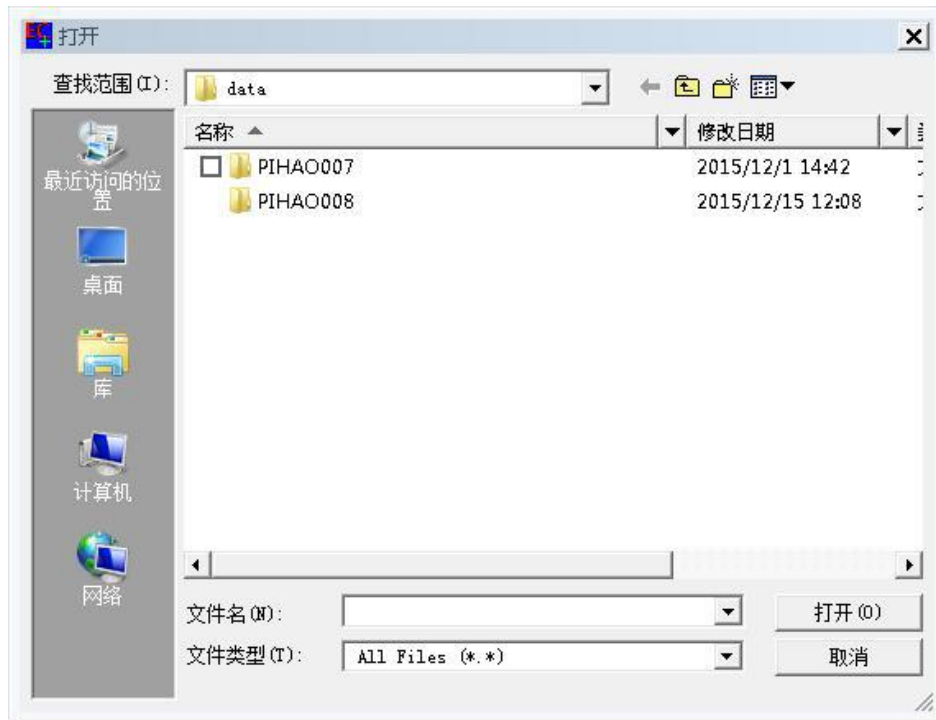 EC+ 打开
查找范围(I): data
名称 修改日期
PIHAO007 2015/12/1 14:42
PIHAO008 2015/12/15 12:08
最近访问的位
置
桌面
库
计算机
网络
文件名(N): 打开(O)
文件类型(T): All Files (*.*) 取消